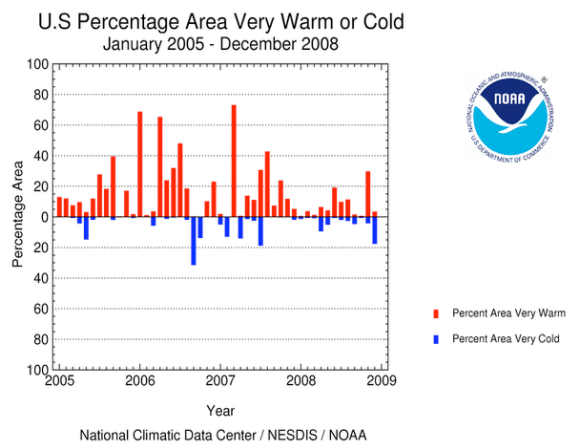 U.S Percentage Area Very Warm or Cold
January 2005 - December 2008
100
80
60
40
20
0
20
40
60
80
100
Percentage Area
2005 2006 2007 2008 2009
Year
National Climatic Data Center / NESDIS / NOAA
NATIONAL OCEANIC AND ATMOSPHERIC ADMINISTRATION
®
NOAA
U.S. DEPARTMENT OF COMMERCE
Percent Area Very Warm
Percent Area Very Cold